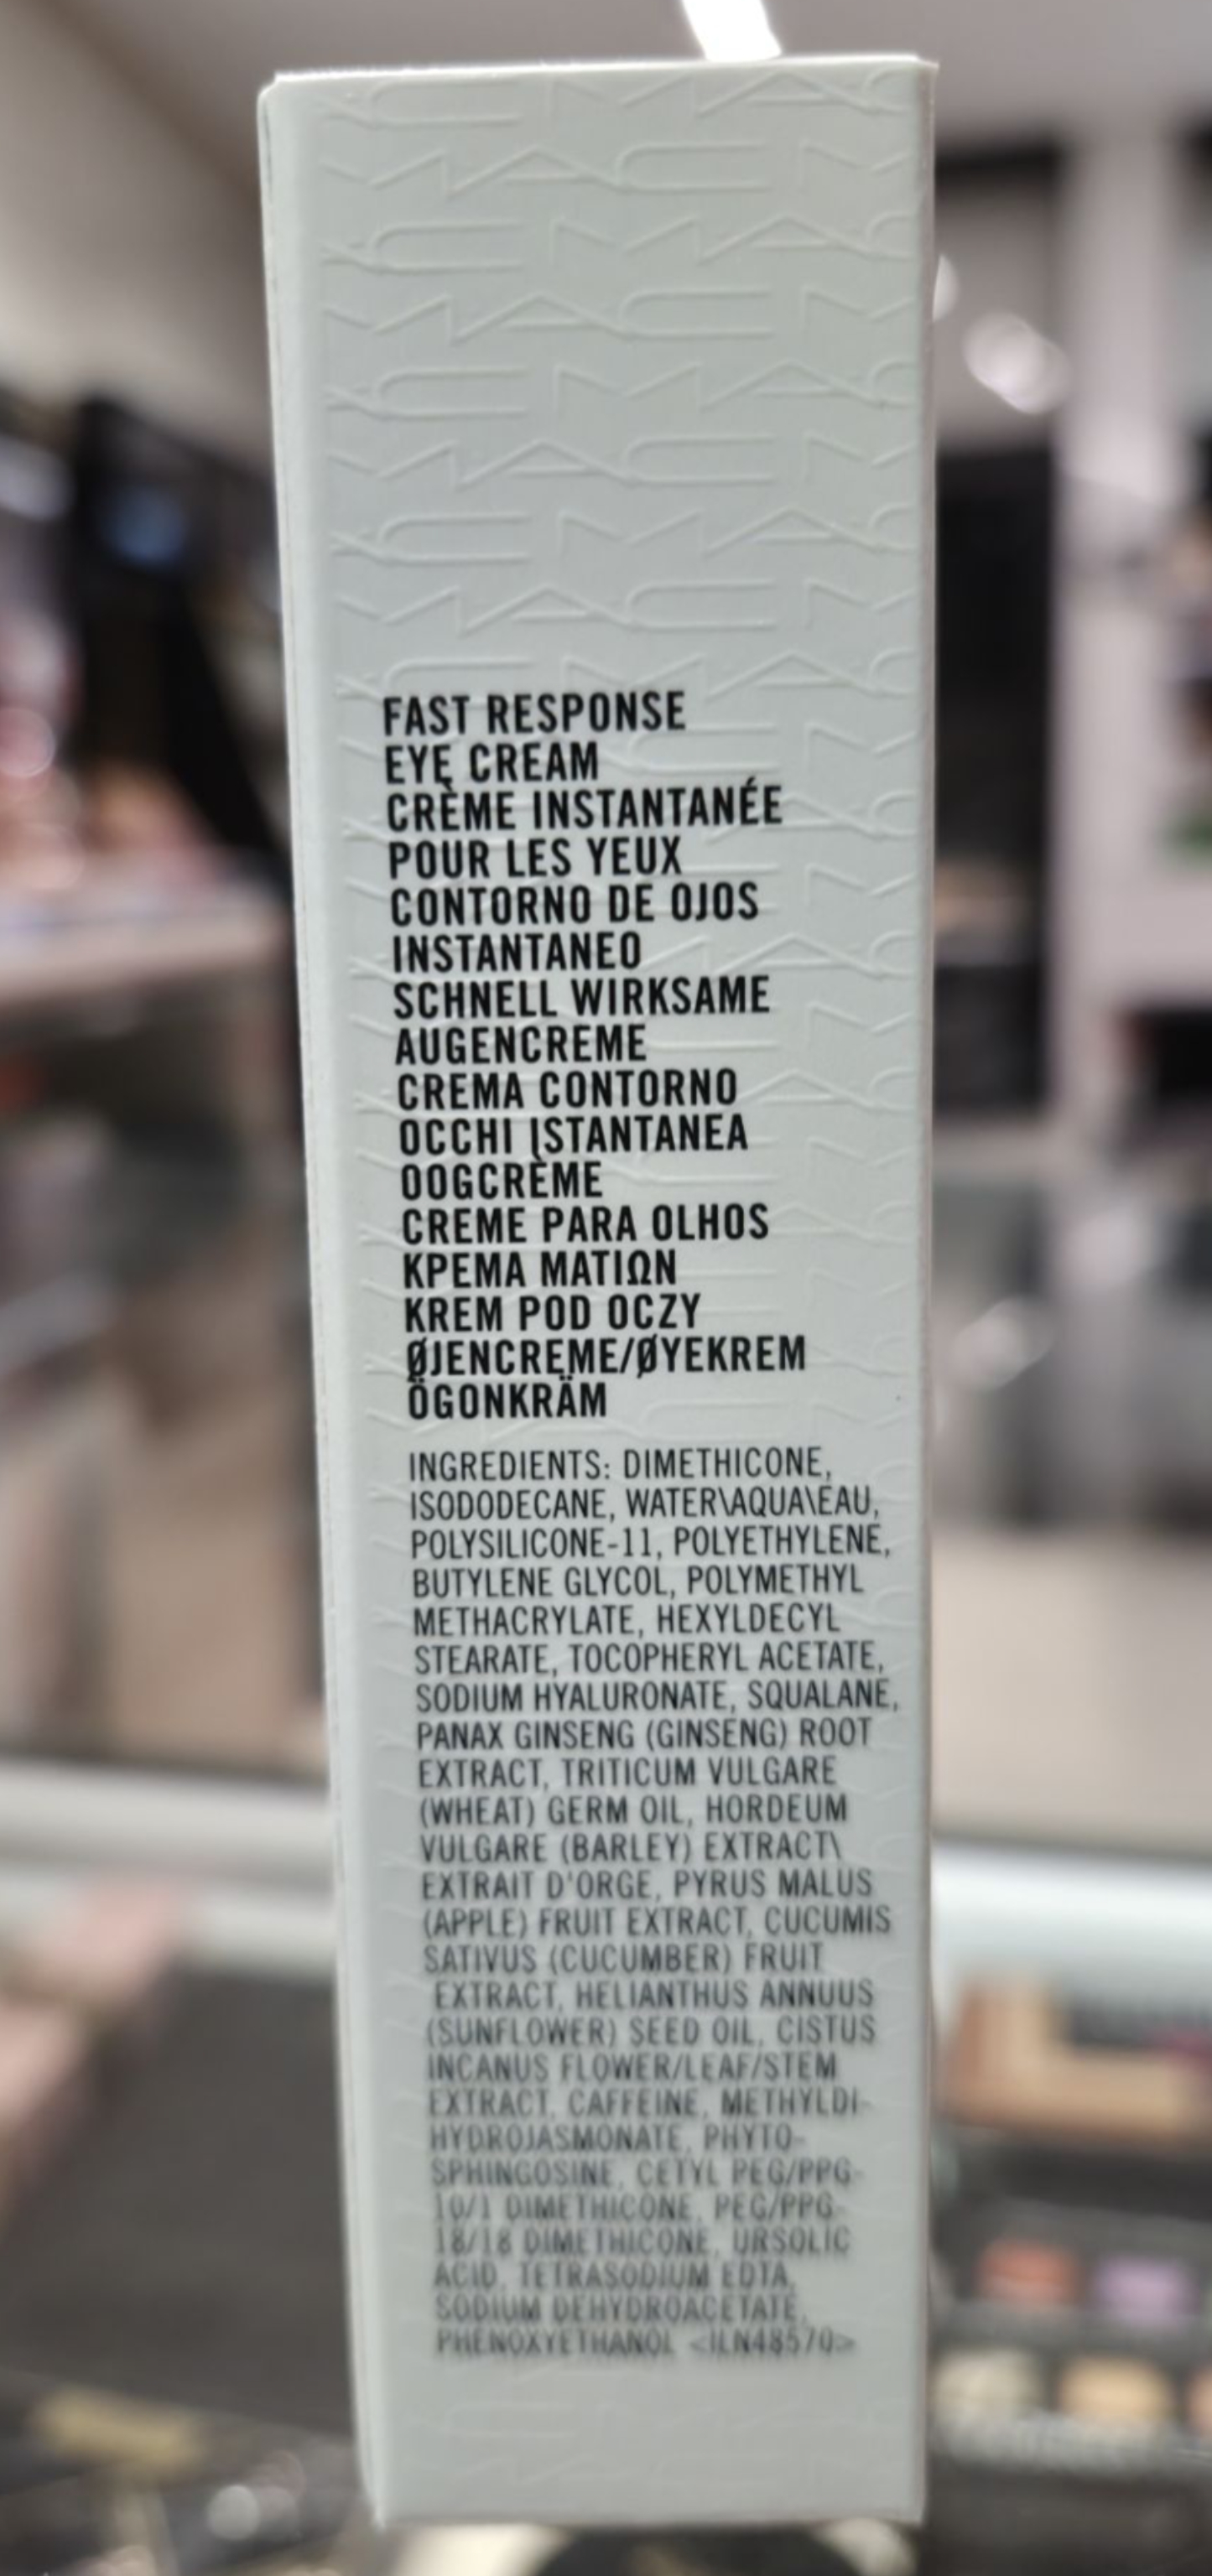 FAST RESPONSE
EYE CREAM
CRÈME INSTANTANÉE
POUR LES YEUX
CONTORNO DE OJOS
INSTANTANEO
SCHNELL WIRKSAME
AUGENCREME
CREMA CONTORNO
OCCHI ISTANTANEA
OOGCRÈME
CREME PARA OLHOS
ΚΡΕΜΑ ΜΑΤΙΩΝ
KREM POD OCZY
ØJENCREME/ØYEKREM
ÖGONKRÄM
INGREDIENTS: DIMETHICONE,
ISODODECANE, WATER\AQUA\EAU,
POLYSILICONE-11, POLYETHYLENE,
BUTYLENE GLYCOL, POLYMETHYL
METHACRYLATE, HEXYLDECYL
STEARATE, TOCOPHERYL ACETATE,
SODIUM HYALURONATE, SQUALANE,
PANAX GINSENG (GINSENG) ROOT
EXTRACT, TRITICUM VULGARE
(WHEAT) GERM OIL, HORDEUM
VULGARE (BARLEY) EXTRACT\
EXTRAIT D'ORGE, PYRUS MALUS
(APPLE) FRUIT EXTRACT, CUCUMIS
SATIVUS (CUCUMBER) FRUIT
EXTRACT, HELIANTHUS ANNUUS
(SUNFLOWER) SEED OIL, CISTUS
INCANUS FLOWER/LEAF/STEM
EXTRACT, CAFFEINE, METHYLDI-
HYDROJASMONATE, PHYTO-
SPHINGOSINE, CETYL PEG/PPG-
10/1 DIMETHICONE, PEG/PPG-
18/18 DIMETHICONE, URSOLIC
ACID, TETRASODIUM EDTA,
SODIUM DEHYDROACETATE,
PHENOXYETHANOL <ILN48570>